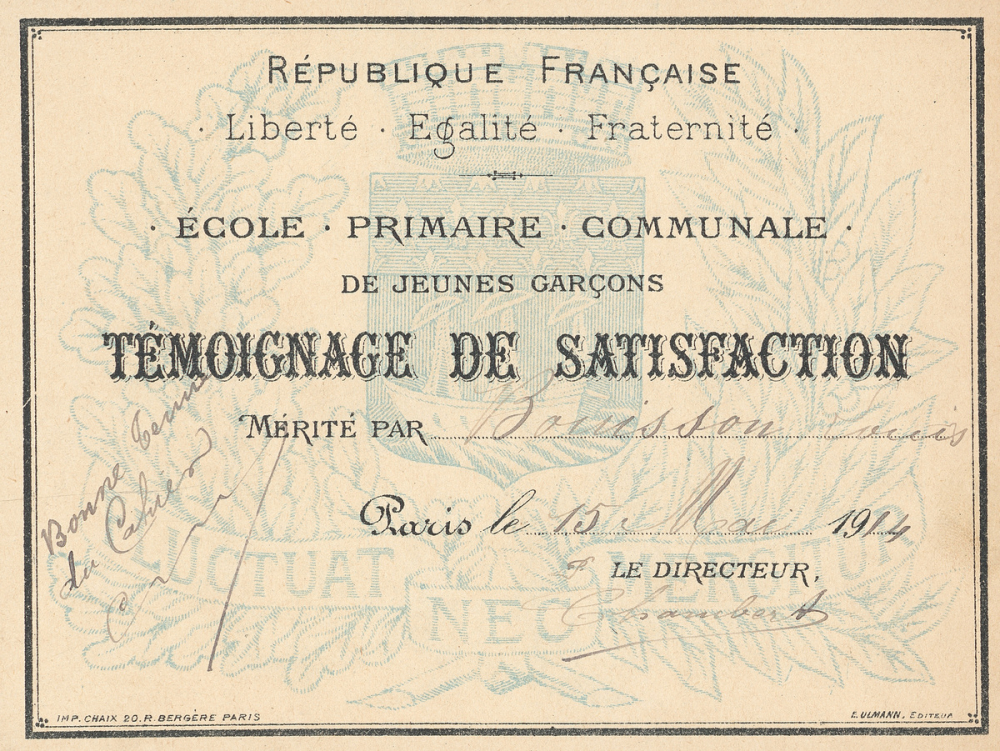 RÉPUBLIQUE FRANÇAISE
· Liberté · Egalité · Fraternité ·
· ÉCOLE · PRIMAIRE · COMMUNALE ·
DE JEUNES GARÇONS
TÉMOIGNAGE DE SATISFACTION
MÉRITÉ PAR Bouisson Louis
Paris le 15 Mai 1914
LE DIRECTEUR,
Chambert
Bonne tenue
du Cahier
FLUCTUAT NEC MERGITUR
IMP. CHAIX 20. R. BERGÈRE PARIS
E. ULMANN, EDITEUR